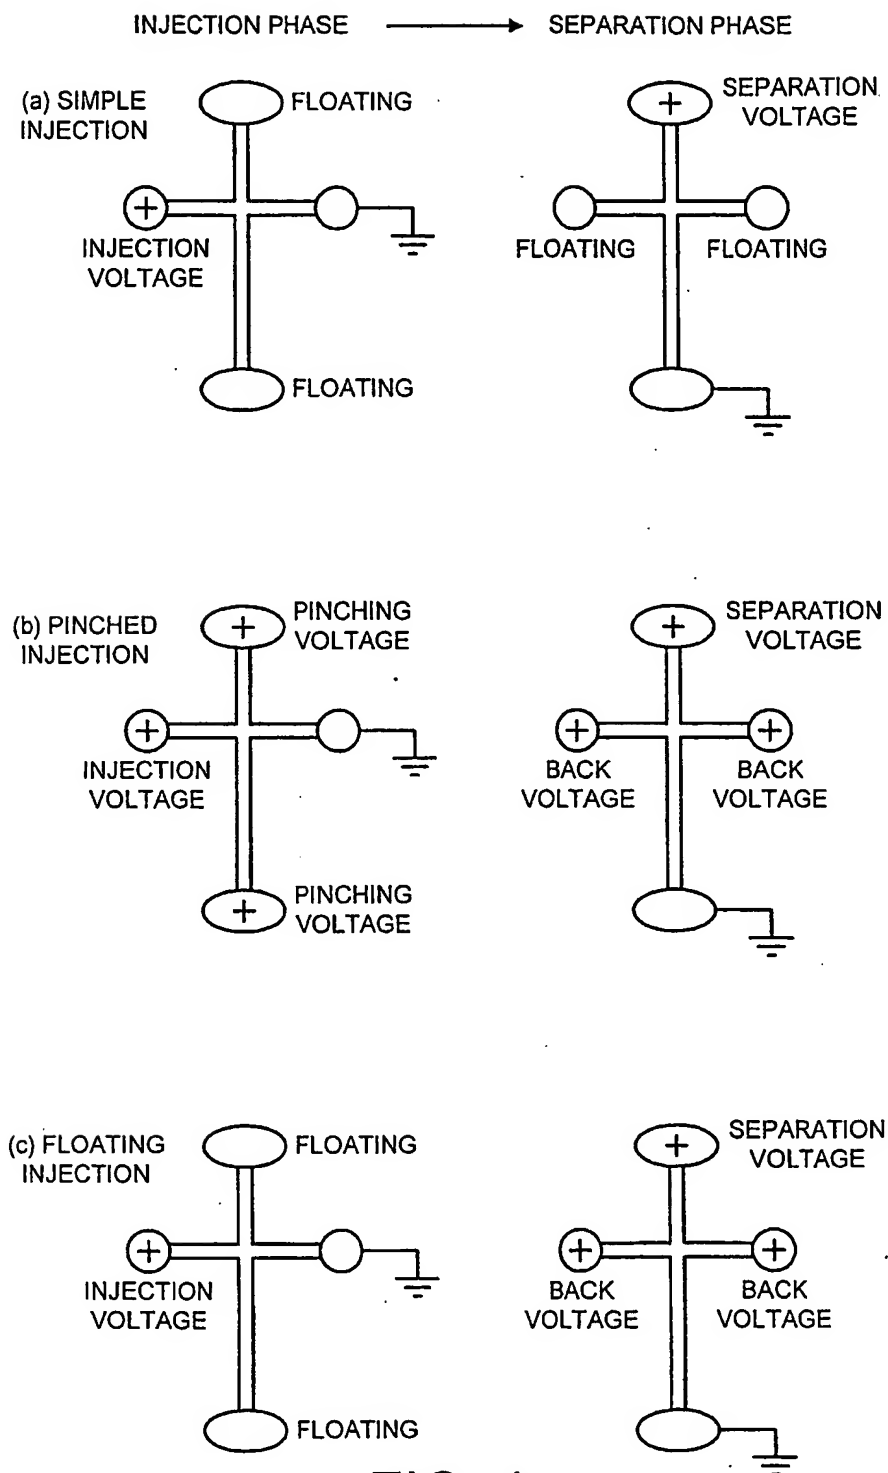 INJECTION PHASE
SEPARATION PHASE
(a) SIMPLE
INJECTION
FLOATING
+
INJECTION
VOLTAGE
FLOATING
+
SEPARATION
VOLTAGE
FLOATING
FLOATING
(b) PINCHED
INJECTION
+
PINCHING
VOLTAGE
+
INJECTION
VOLTAGE
+
PINCHING
VOLTAGE
+
SEPARATION
VOLTAGE
+
BACK
VOLTAGE
+
BACK
VOLTAGE
(c) FLOATING
INJECTION
FLOATING
+
INJECTION
VOLTAGE
FLOATING
+
SEPARATION
VOLTAGE
+
BACK
VOLTAGE
+
BACK
VOLTAGE